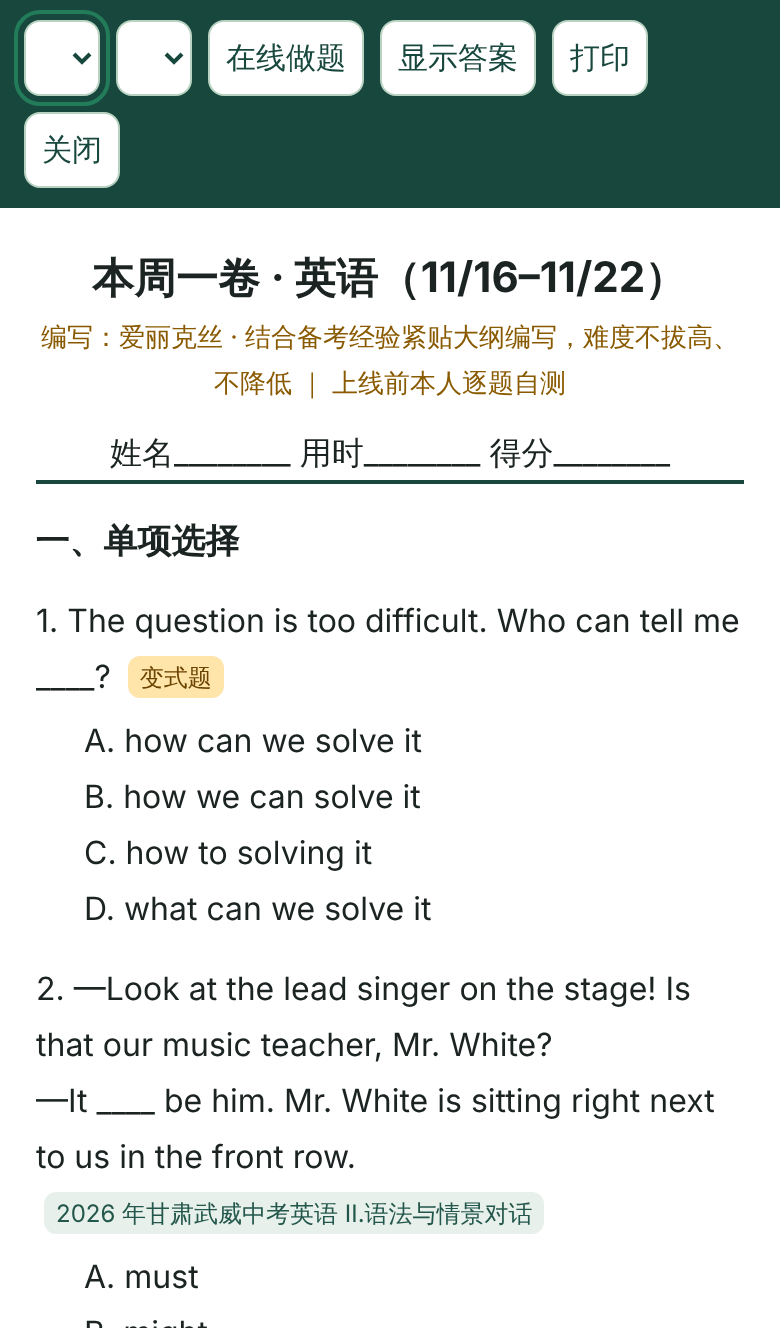 在线做题
显示答案
打印
关闭
本周一卷 · 英语（11/16–11/22）
编写：爱丽克丝 · 结合备考经验紧贴大纲编写，难度不拔高、
不降低 ｜ 上线前本人逐题自测
姓名________ 用时________ 得分________
一、单项选择
1. The question is too difficult. Who can tell me
____? 变式题
A. how can we solve it
B. how we can solve it
C. how to solving it
D. what can we solve it
2. —Look at the lead singer on the stage! Is
that our music teacher, Mr. White?
—It ____ be him. Mr. White is sitting right next
to us in the front row.
2026 年甘肃武威中考英语 II.语法与情景对话
A. must
B. might